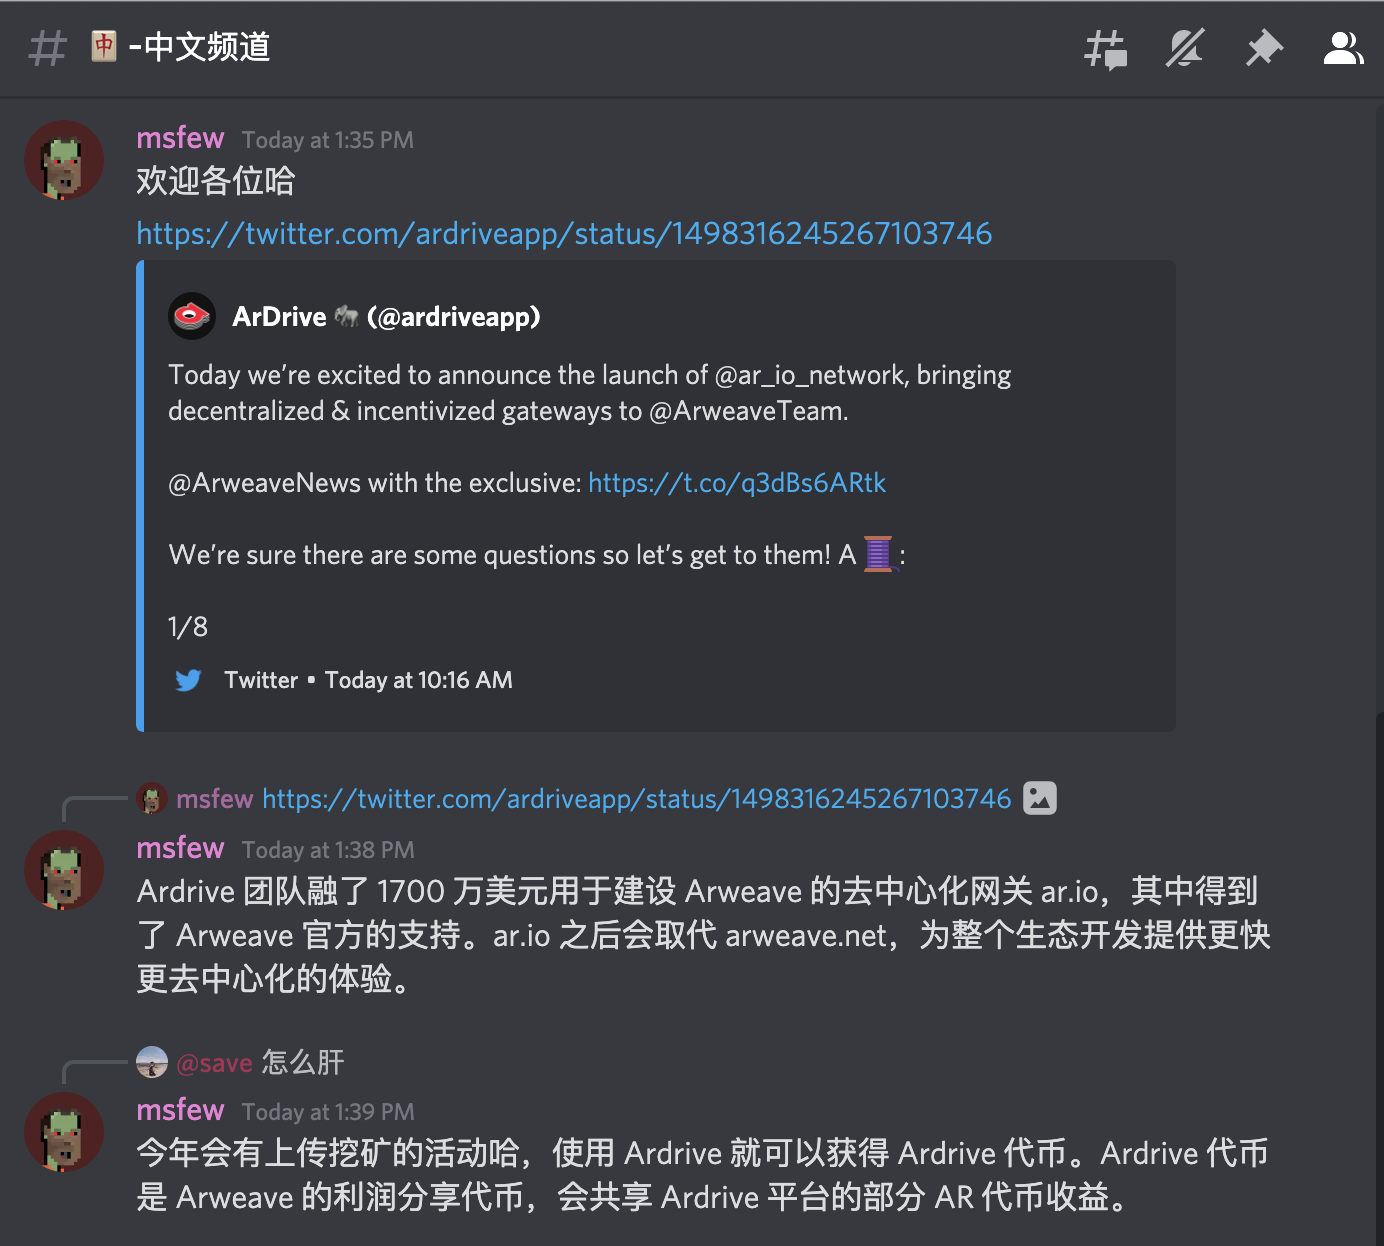 中 -中文频道
msfew Today at 1:35 PM
欢迎各位哈
https://twitter.com/ardriveapp/status/1498316245267103746
ArDrive 🐘 (@ardriveapp)
Today we’re excited to announce the launch of @ar_io_network, bringing
decentralized & incentivized gateways to @ArweaveTeam.
@ArweaveNews with the exclusive: https://t.co/q3dBs6ARtk
We’re sure there are some questions so let’s get to them! A 🧵:
1/8
Twitter • Today at 10:16 AM
msfew https://twitter.com/ardriveapp/status/1498316245267103746
msfew Today at 1:38 PM
Ardrive 团队融了 1700 万美元用于建设 Arweave 的去中心化网关 ar.io，其中得到
了 Arweave 官方的支持。ar.io 之后会取代 arweave.net，为整个生态开发提供更快
更去中心化的体验。
@save 怎么肝
msfew Today at 1:39 PM
今年会有上传挖矿的活动哈，使用 Ardrive 就可以获得 Ardrive 代币。Ardrive 代币
是 Arweave 的利润分享代币，会共享 Ardrive 平台的部分 AR 代币收益。